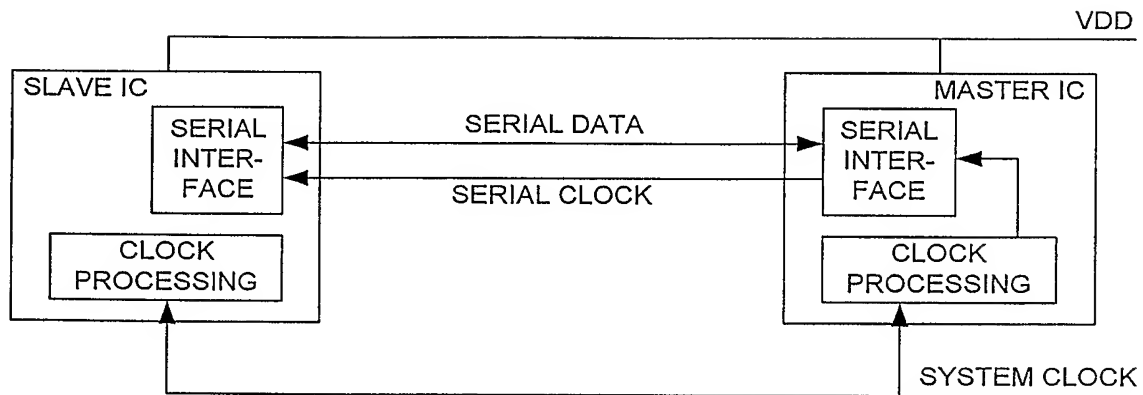 VDD
SLAVE IC
MASTER IC
SERIAL
INTER-
FACE
SERIAL DATA
SERIAL CLOCK
SERIAL
INTER-
FACE
CLOCK
PROCESSING
CLOCK
PROCESSING
SYSTEM CLOCK